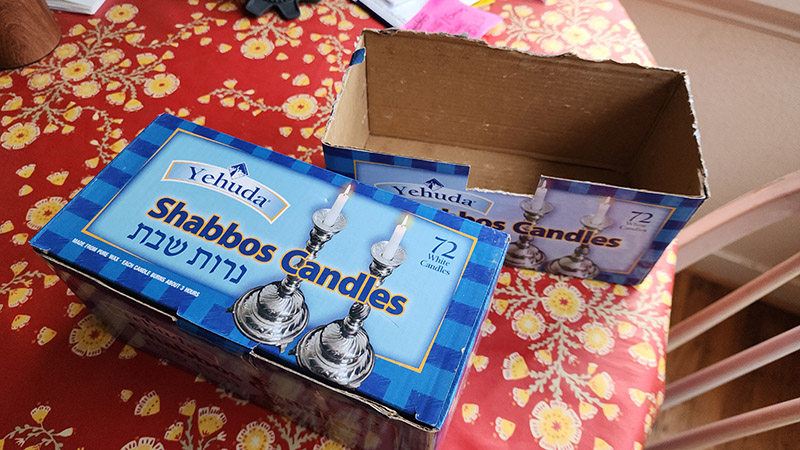 Yehuda®
Shabbos Candles
נרות שבת
72
White
Candles
MADE FROM PURE WAX • EACH CANDLE BURNS ABOUT 3 HOURS
Yehuda®
Candles
72
White
Candles